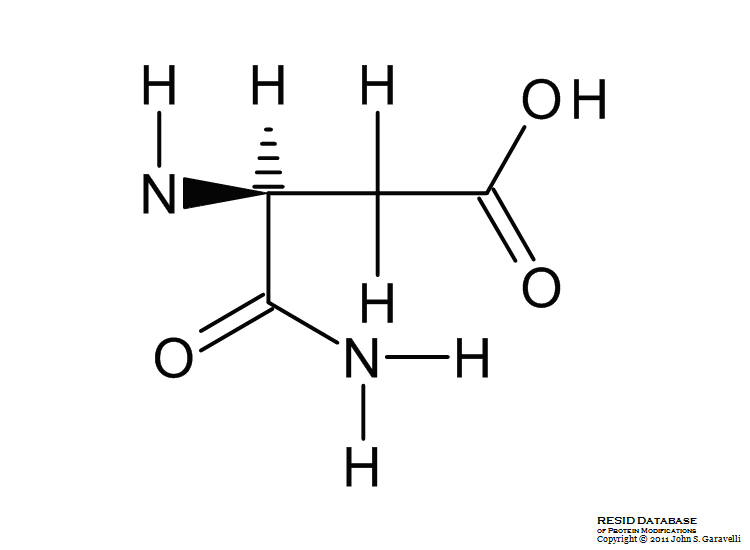 H H H OH
N
O
H
O N H
H
RESID DATABASE
OF PROTEIN MODIFICATIONS
Copyright © 2011 John S. Garavelli